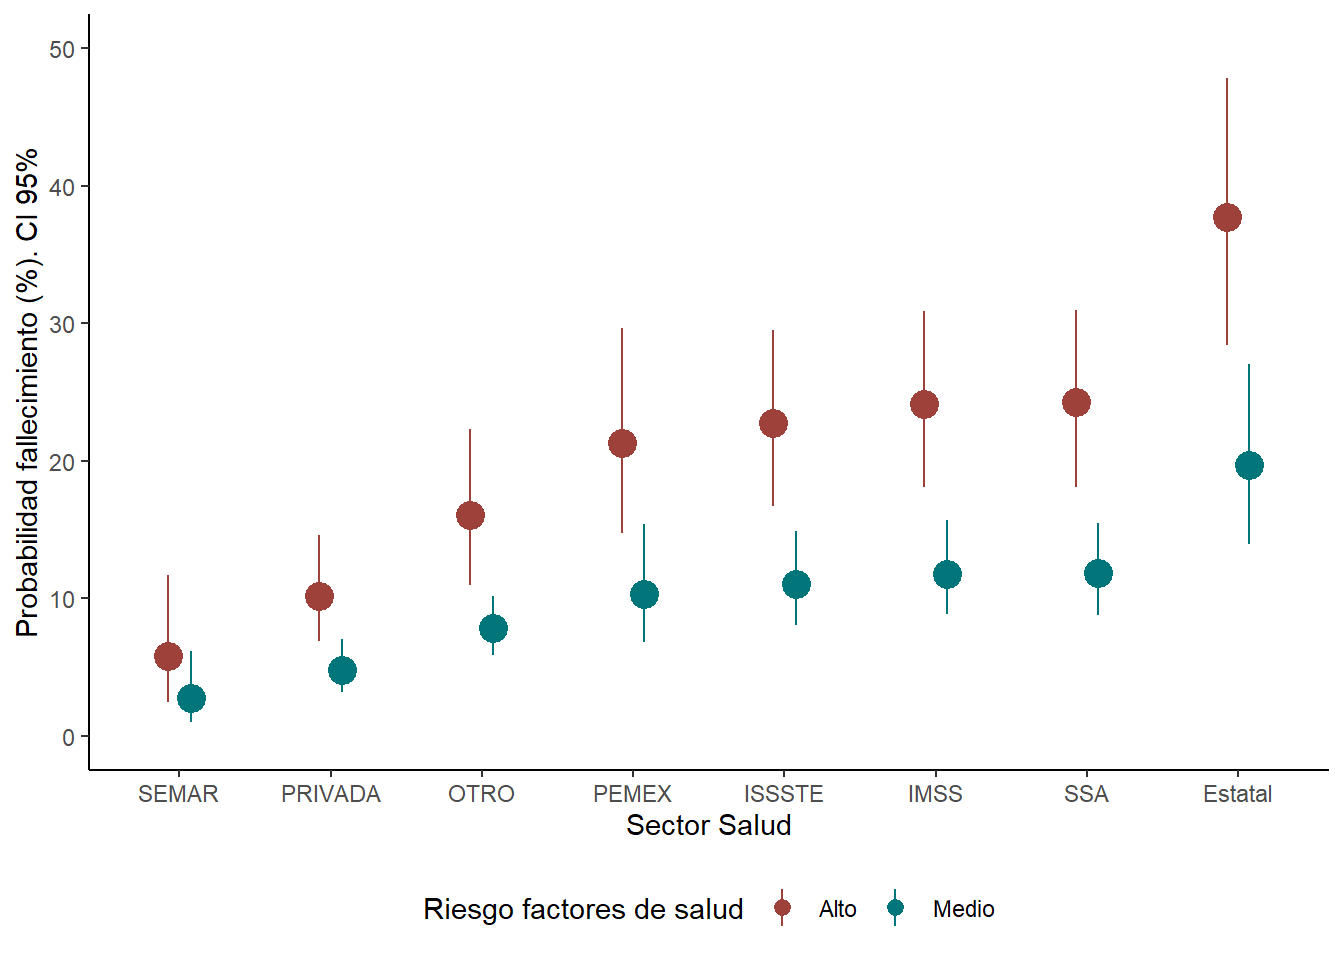 Probabilidad fallecimiento (%). CI 95%
50
40
30
20
10
0
SEMAR PRIVADA OTRO PEMEX ISSSTE IMSS SSA Estatal
Sector Salud
Riesgo factores de salud Alto Medio